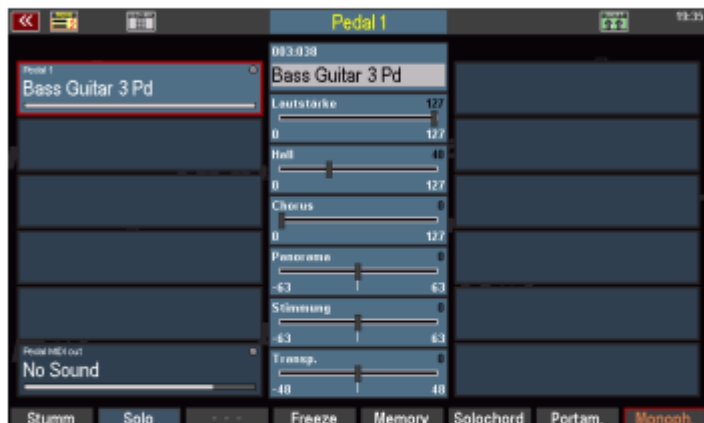 Pedal 1
19:35
Pedal 1
Bass Guitar 3 Pd
003:038
Bass Guitar 3 Pd
Lautstärke 127
0 127
Hall 40
0 127
Chorus 0
0 127
Panorama 0
-63 63
Stimmung 0
-63 63
Transp. 0
-48 48
Pedal MIDI out
No Sound
Stumm Solo - - - Freeze Memory Solochord Portam. Monoph.